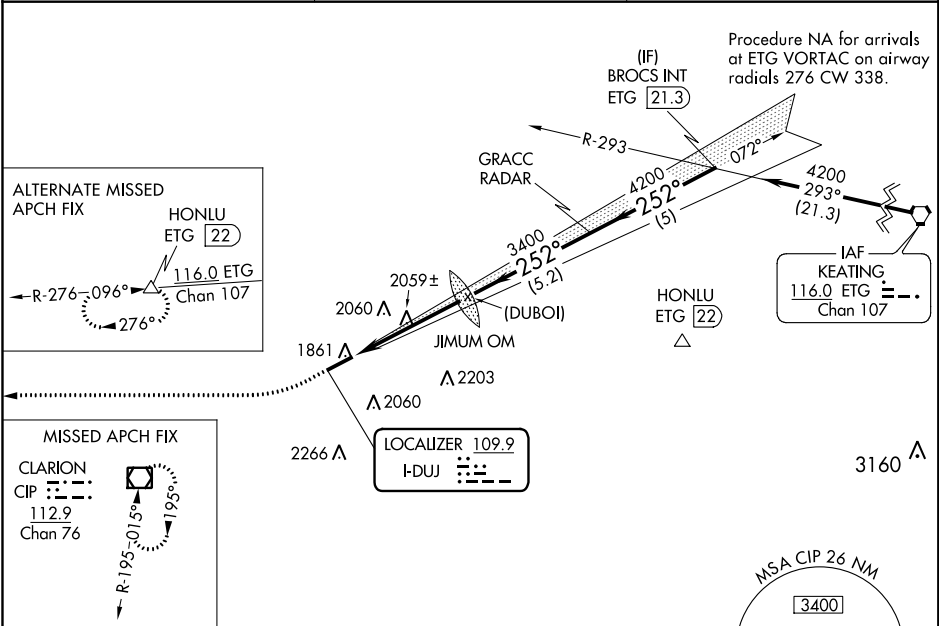 Procedure NA for arrivals
at ETG VORTAC on airway
radials 276 CW 338.
(IF)
BROCS INT
ETG 21.3
R-293
072°
GRACC
RADAR
4200
252°
(5)
4200
293°
(21.3)
3400
252°
(5.2)
IAF
KEATING
116.0 ETG
Chan 107
ALTERNATE MISSED
APCH FIX
HONLU
ETG 22
116.0 ETG
Chan 107
R-276
096°
276°
2059±
2060
(DUBOI)
JIMUM OM
HONLU
ETG 22
1861
2203
2060
2266
LOCALIZER 109.9
I-DUJ
3160
MISSED APCH FIX
CLARION
CIP
112.9
Chan 76
R-195
015°
195°
MSA CIP 26 NM
3400